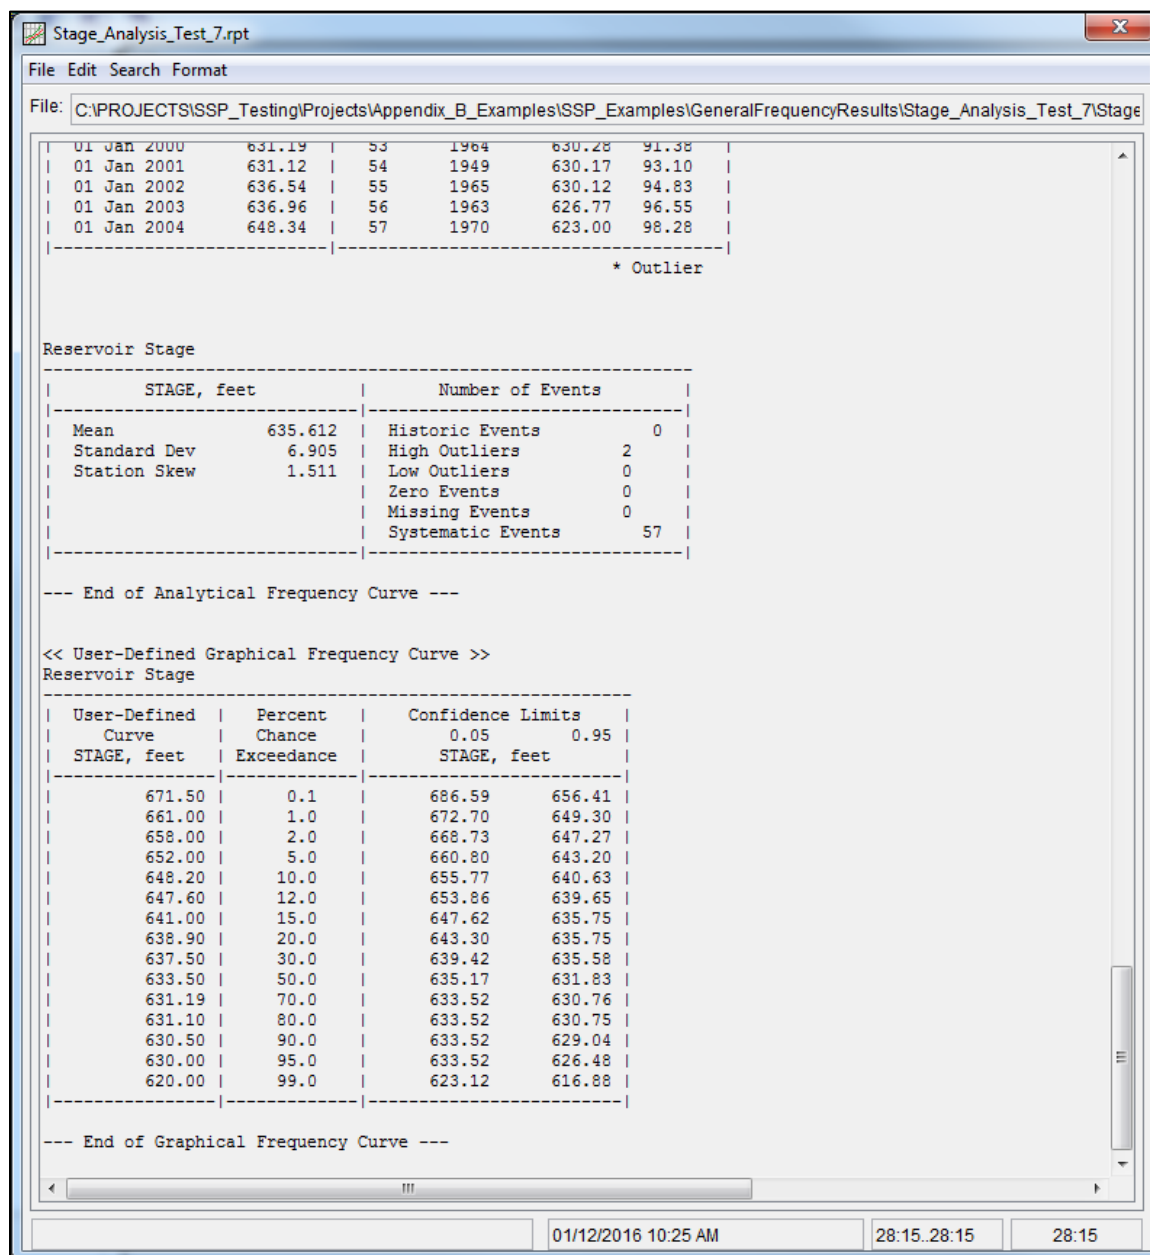 Stage_Analysis_Test_7.rpt
File Edit Search Format
File: C:\PROJECTS\SSP_Testing\Projects\Appendix_B_Examples\SSP_Examples\GeneralFrequencyResults\Stage_Analysis_Test_7\Stage
| 01 Jan 2000 631.19 | 53 1964 630.28 91.38 |
| 01 Jan 2001 631.12 | 54 1949 630.17 93.10 |
| 01 Jan 2002 636.54 | 55 1965 630.12 94.83 |
| 01 Jan 2003 636.96 | 56 1963 626.77 96.55 |
| 01 Jan 2004 648.34 | 57 1970 623.00 98.28 |
|---------------------------|--------------------------------------|
* Outlier
Reservoir Stage
----------------------------------------------------------------
| STAGE, feet | Number of Events |
|------------------------------|-------------------------------|
| Mean 635.612 | Historic Events 0 |
| Standard Dev 6.905 | High Outliers 2 |
| Station Skew 1.511 | Low Outliers 0 |
| | Zero Events 0 |
| | Missing Events 0 |
| | Systematic Events 57 |
|------------------------------|-------------------------------|
--- End of Analytical Frequency Curve ---
<< User-Defined Graphical Frequency Curve >>
Reservoir Stage
----------------------------------------------------------
| User-Defined | Percent | Confidence Limits |
| Curve | Chance | 0.05 0.95 |
| STAGE, feet | Exceedance | STAGE, feet |
|----------------|-------------|-------------------------|
| 671.50 | 0.1 | 686.59 656.41 |
| 661.00 | 1.0 | 672.70 649.30 |
| 658.00 | 2.0 | 668.73 647.27 |
| 652.00 | 5.0 | 660.80 643.20 |
| 648.20 | 10.0 | 655.77 640.63 |
| 647.60 | 12.0 | 653.86 639.65 |
| 641.00 | 15.0 | 647.62 635.75 |
| 638.90 | 20.0 | 643.30 635.75 |
| 637.50 | 30.0 | 639.42 635.58 |
| 633.50 | 50.0 | 635.17 631.83 |
| 631.19 | 70.0 | 633.52 630.76 |
| 631.10 | 80.0 | 633.52 630.75 |
| 630.50 | 90.0 | 633.52 629.04 |
| 630.00 | 95.0 | 633.52 626.48 |
| 620.00 | 99.0 | 623.12 616.88 |
|----------------|-------------|-------------------------|
--- End of Graphical Frequency Curve ---
01/12/2016 10:25 AM 28:15..28:15 28:15